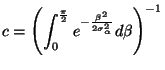 c = \left( \int_0^{\frac{\pi}{2}} e^{-\frac{\beta^2}{2\sigma_\alpha^2}} d\beta \right)^{-1}